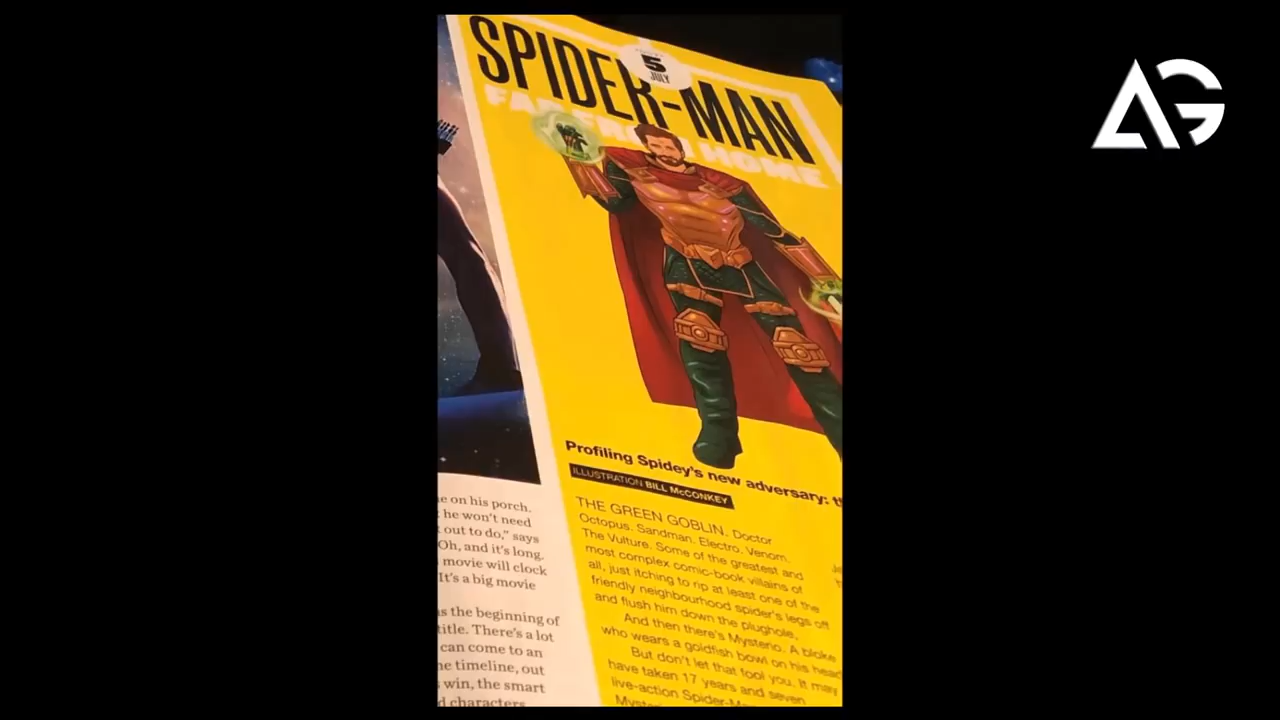 SPIDER-MAN
5
JULY
FAR FROM HOME
AG
Profiling Spidey's new adversary:
ILLUSTRATION BILL McCONKEY
THE GREEN GOBLIN. Doctor
Octopus. Sandman. Electro. Venom.
The Vulture. Some of the greatest and
most complex comic-book villains of
all, just itching to rip at least one of the
friendly neighbourhood spider's legs off
and flush him down the plughole.
And then there's Mysterio. A bloke
who wears a goldfish bowl on his head
But don't let that fool you. It may
have taken 17 years and seven
live-action
on his porch.
he won't need
out to do," says
Oh, and it's long.
movie will clock
It's a big movie
the beginning of
title. There's a lot
can come to an
timeline, out
win, the smart
characters